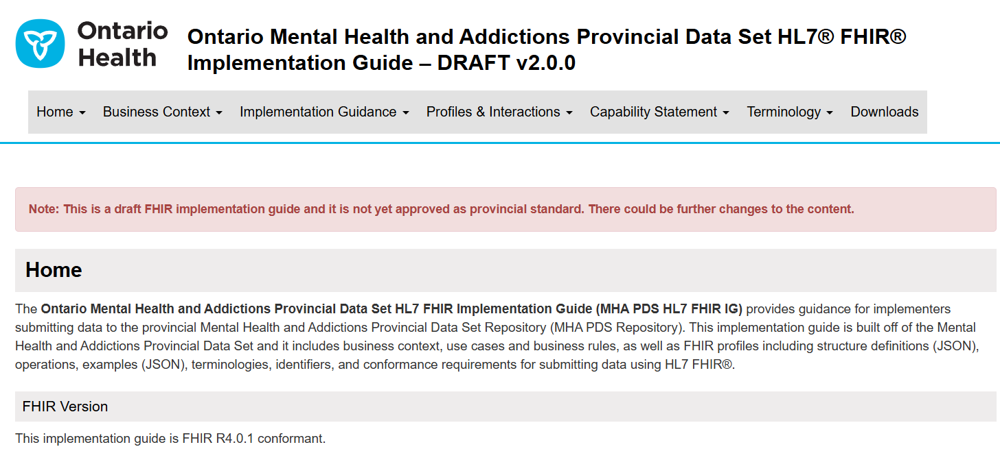 Ontario
Health
Ontario Mental Health and Addictions Provincial Data Set HL7® FHIR®
Implementation Guide – DRAFT v2.0.0
Home Business Context Implementation Guidance Profiles & Interactions Capability Statement Terminology Downloads
Note: This is a draft FHIR implementation guide and it is not yet approved as provincial standard. There could be further changes to the content.
Home
The Ontario Mental Health and Addictions Provincial Data Set HL7 FHIR Implementation Guide (MHA PDS HL7 FHIR IG) provides guidance for implementers
submitting data to the provincial Mental Health and Addictions Provincial Data Set Repository (MHA PDS Repository). This implementation guide is built off of the Mental
Health and Addictions Provincial Data Set and it includes business context, use cases and business rules, as well as FHIR profiles including structure definitions (JSON),
operations, examples (JSON), terminologies, identifiers, and conformance requirements for submitting data using HL7 FHIR®.
FHIR Version
This implementation guide is FHIR R4.0.1 conformant.